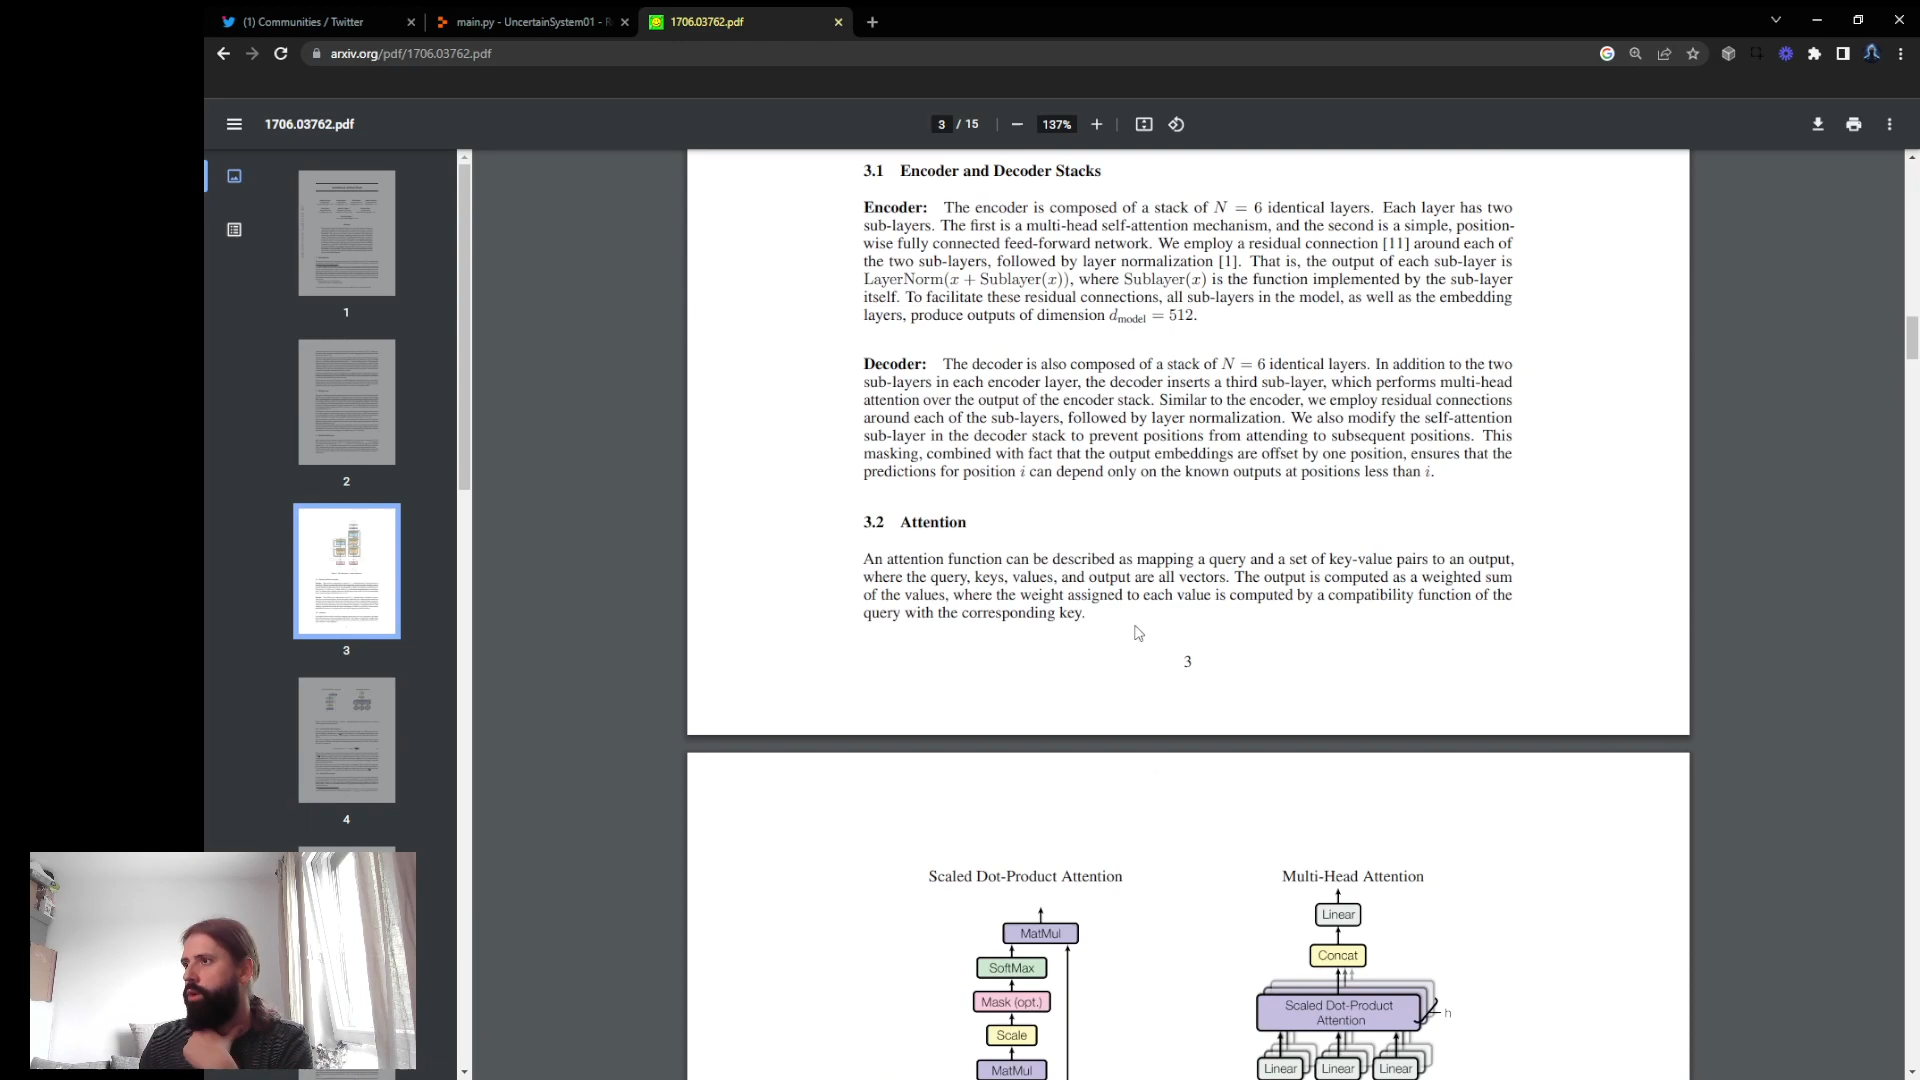 (1) Communities / Twitter
main.py - UncertainSystem01 - R
1706.03762.pdf
arxiv.org/pdf/1706.03762.pdf
1706.03762.pdf
3 / 15
137%
1
2
3
4
3.1 Encoder and Decoder Stacks
Encoder: The encoder is composed of a stack of N = 6 identical layers. Each layer has two
sub-layers. The first is a multi-head self-attention mechanism, and the second is a simple, position-
wise fully connected feed-forward network. We employ a residual connection [11] around each of
the two sub-layers, followed by layer normalization [1]. That is, the output of each sub-layer is
LayerNorm(x + Sublayer(x)), where Sublayer(x) is the function implemented by the sub-layer
itself. To facilitate these residual connections, all sub-layers in the model, as well as the embedding
layers, produce outputs of dimension dmodel = 512.
Decoder: The decoder is also composed of a stack of N = 6 identical layers. In addition to the two
sub-layers in each encoder layer, the decoder inserts a third sub-layer, which performs multi-head
attention over the output of the encoder stack. Similar to the encoder, we employ residual connections
around each of the sub-layers, followed by layer normalization. We also modify the self-attention
sub-layer in the decoder stack to prevent positions from attending to subsequent positions. This
masking, combined with fact that the output embeddings are offset by one position, ensures that the
predictions for position i can depend only on the known outputs at positions less than i.
3.2 Attention
An attention function can be described as mapping a query and a set of key-value pairs to an output,
where the query, keys, values, and output are all vectors. The output is computed as a weighted sum
of the values, where the weight assigned to each value is computed by a compatibility function of the
query with the corresponding key.
3
Scaled Dot-Product Attention
MatMul
SoftMax
Mask (opt.)
Scale
MatMul
Multi-Head Attention
Linear
Concat
Scaled Dot-Product
Attention
h
Linear
Linear
Linear